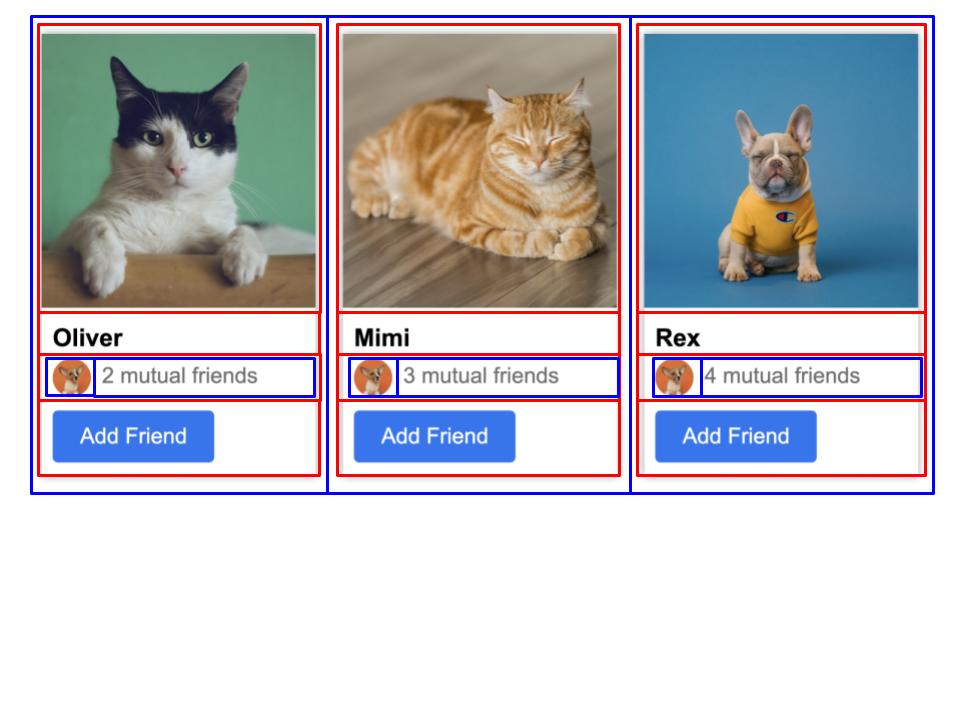 Oliver
2 mutual friends
Add Friend
Mimi
3 mutual friends
Add Friend
Rex
4 mutual friends
Add Friend